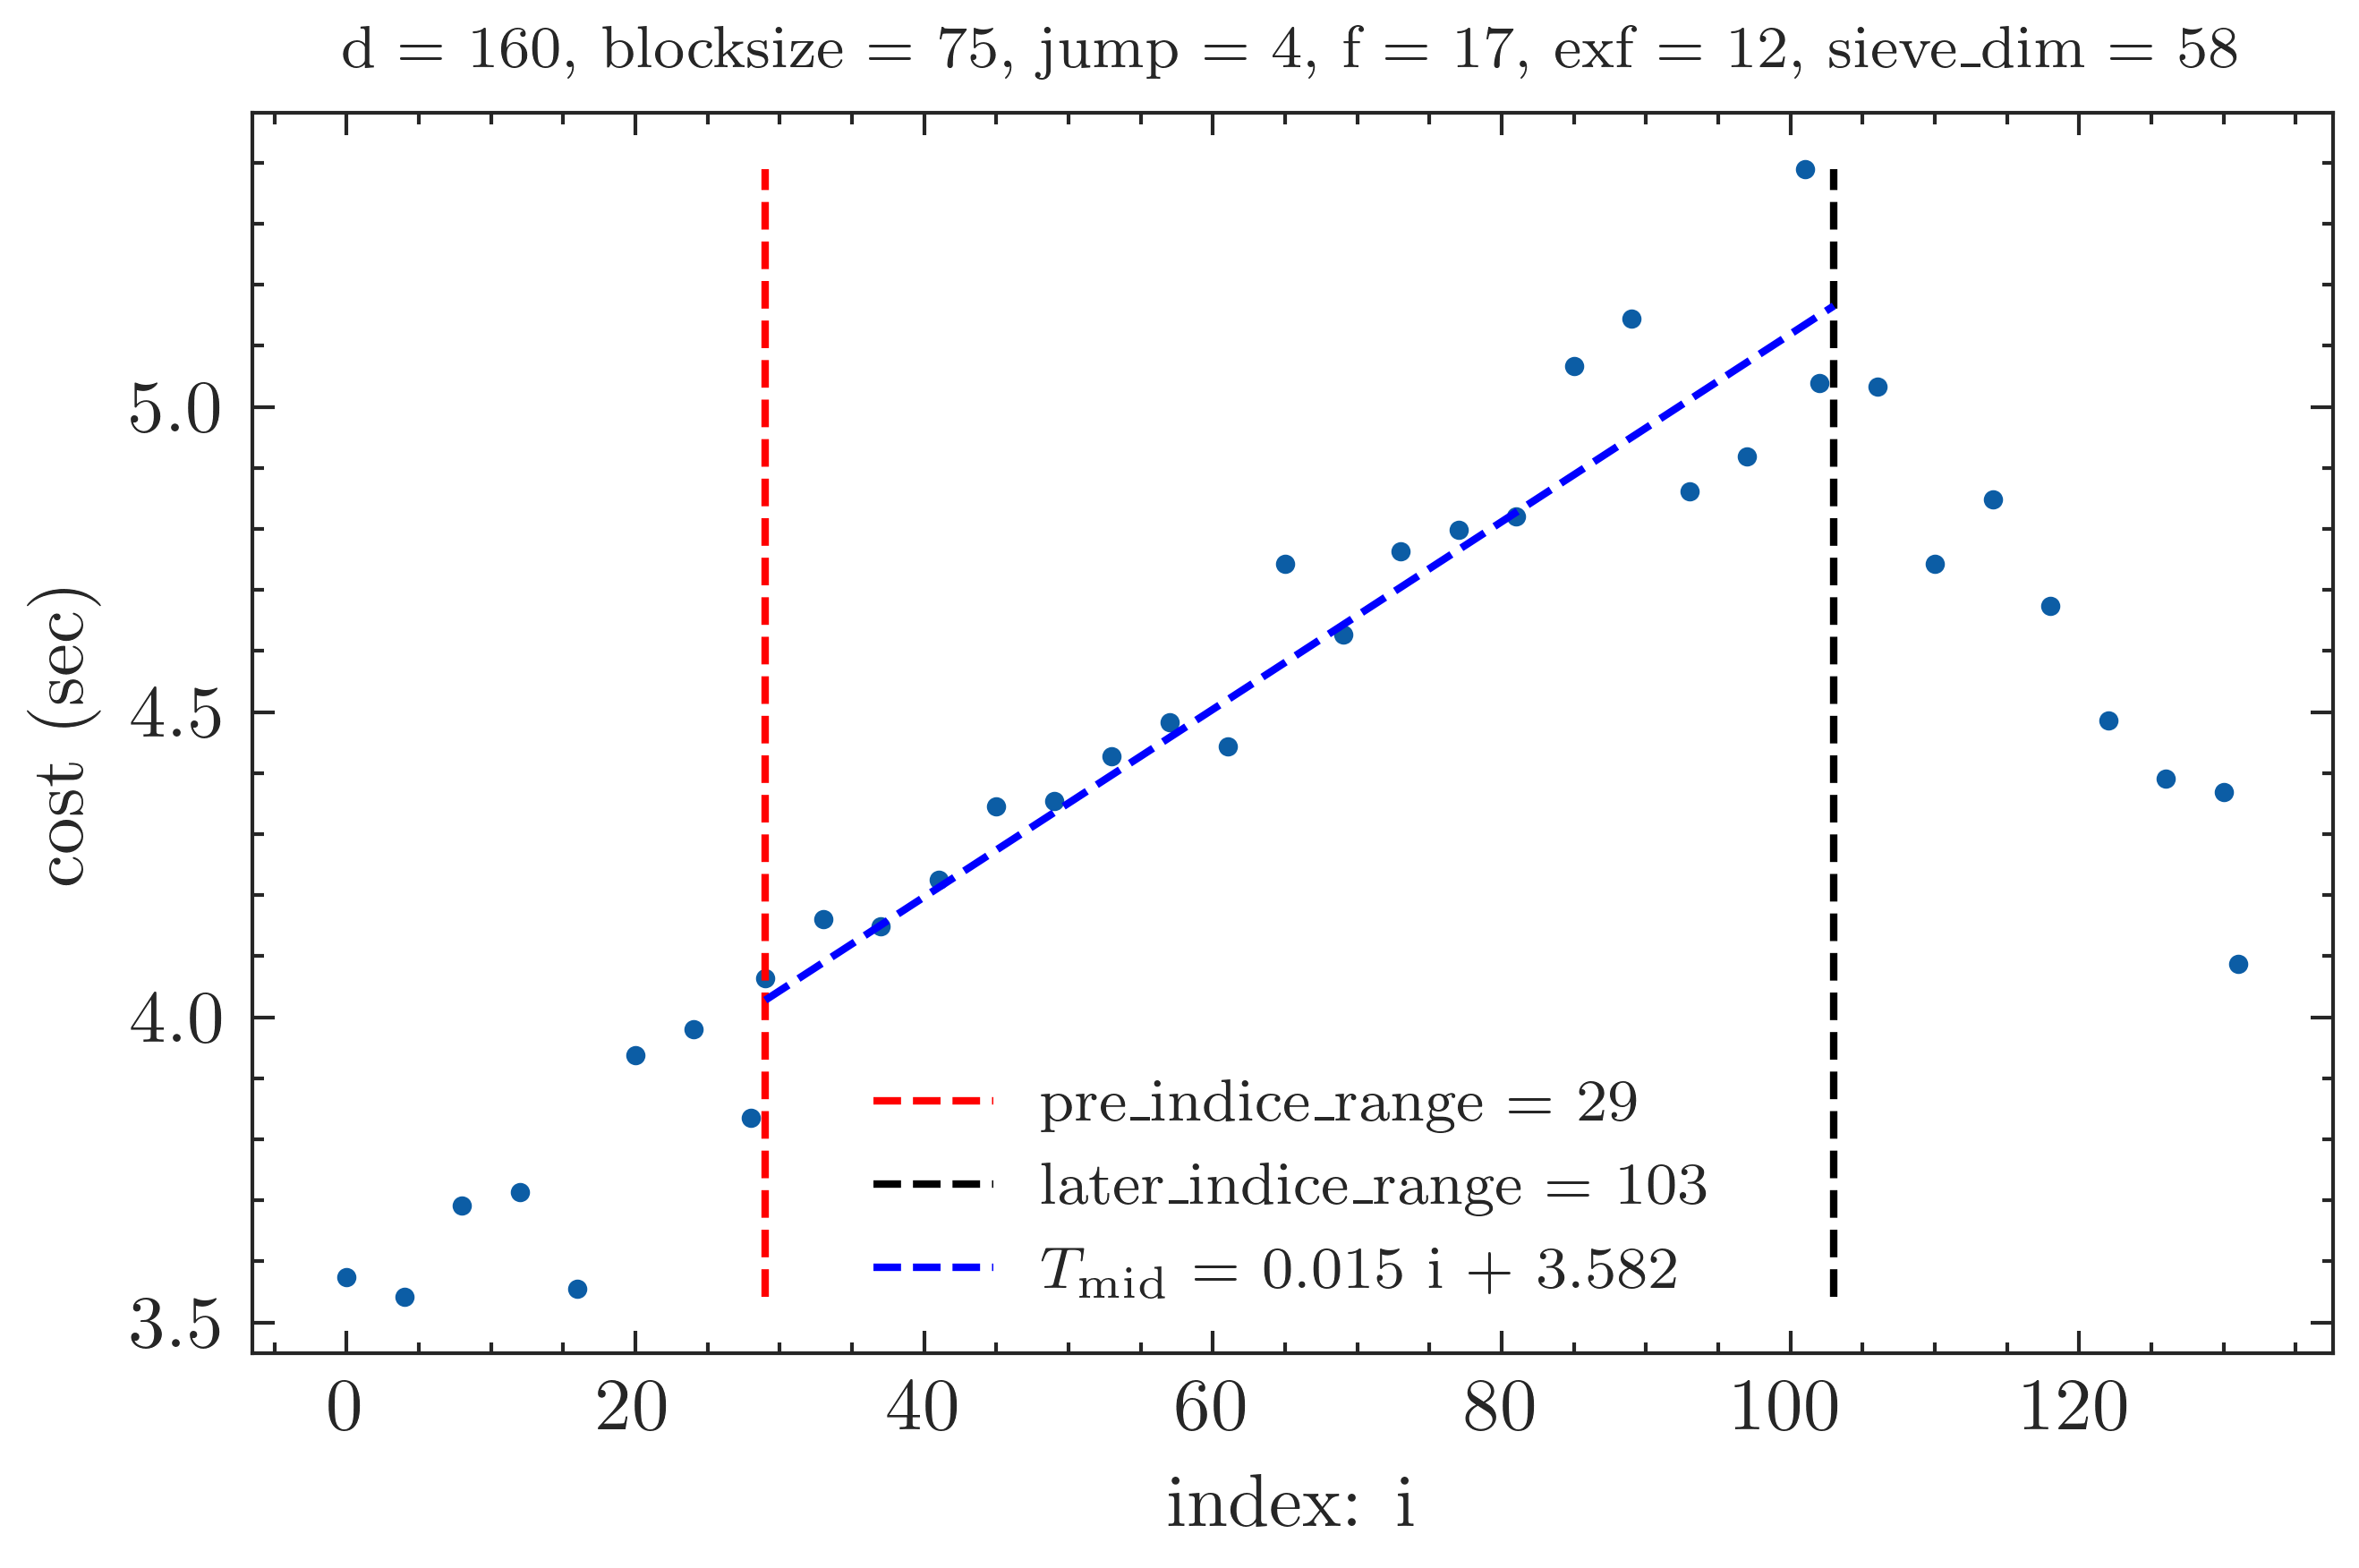 d = 160, blocksize = 75, jump = 4, f = 17, exf = 12, sieve_dim = 58
cost (sec)
5.0
4.5
4.0
3.5
pre_indice_range = 29
later_indice_range = 103
T_mid = 0.015 i + 3.582
0 20 40 60 80 100 120
index: i